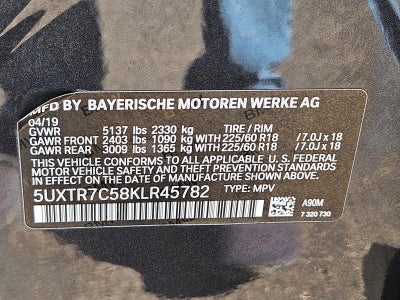 MFD BY BAYERISCHE MOTOREN WERKE AG
04/19
GVWR 5137 lbs 2330 kg TIRE / RIM
GAWR FRONT 2403 lbs 1090 kg 225/60 R18 / 7.0J x 18
GAWR REAR 3009 lbs 1365 kg 225/60 R18 / 7.0J x 18
THIS VEHICLE CONFORMS TO ALL APPLICABLE U. S. FEDERAL
MOTOR VEHICLE SAFETY AND THEFT PREVENTION STANDARDS
IN EFFECT ON THE DATE OF MANUFACTURE SHOWN ABOVE.
5UXTR7C58KLR45782 TYPE: MPV A90M
7 320 730